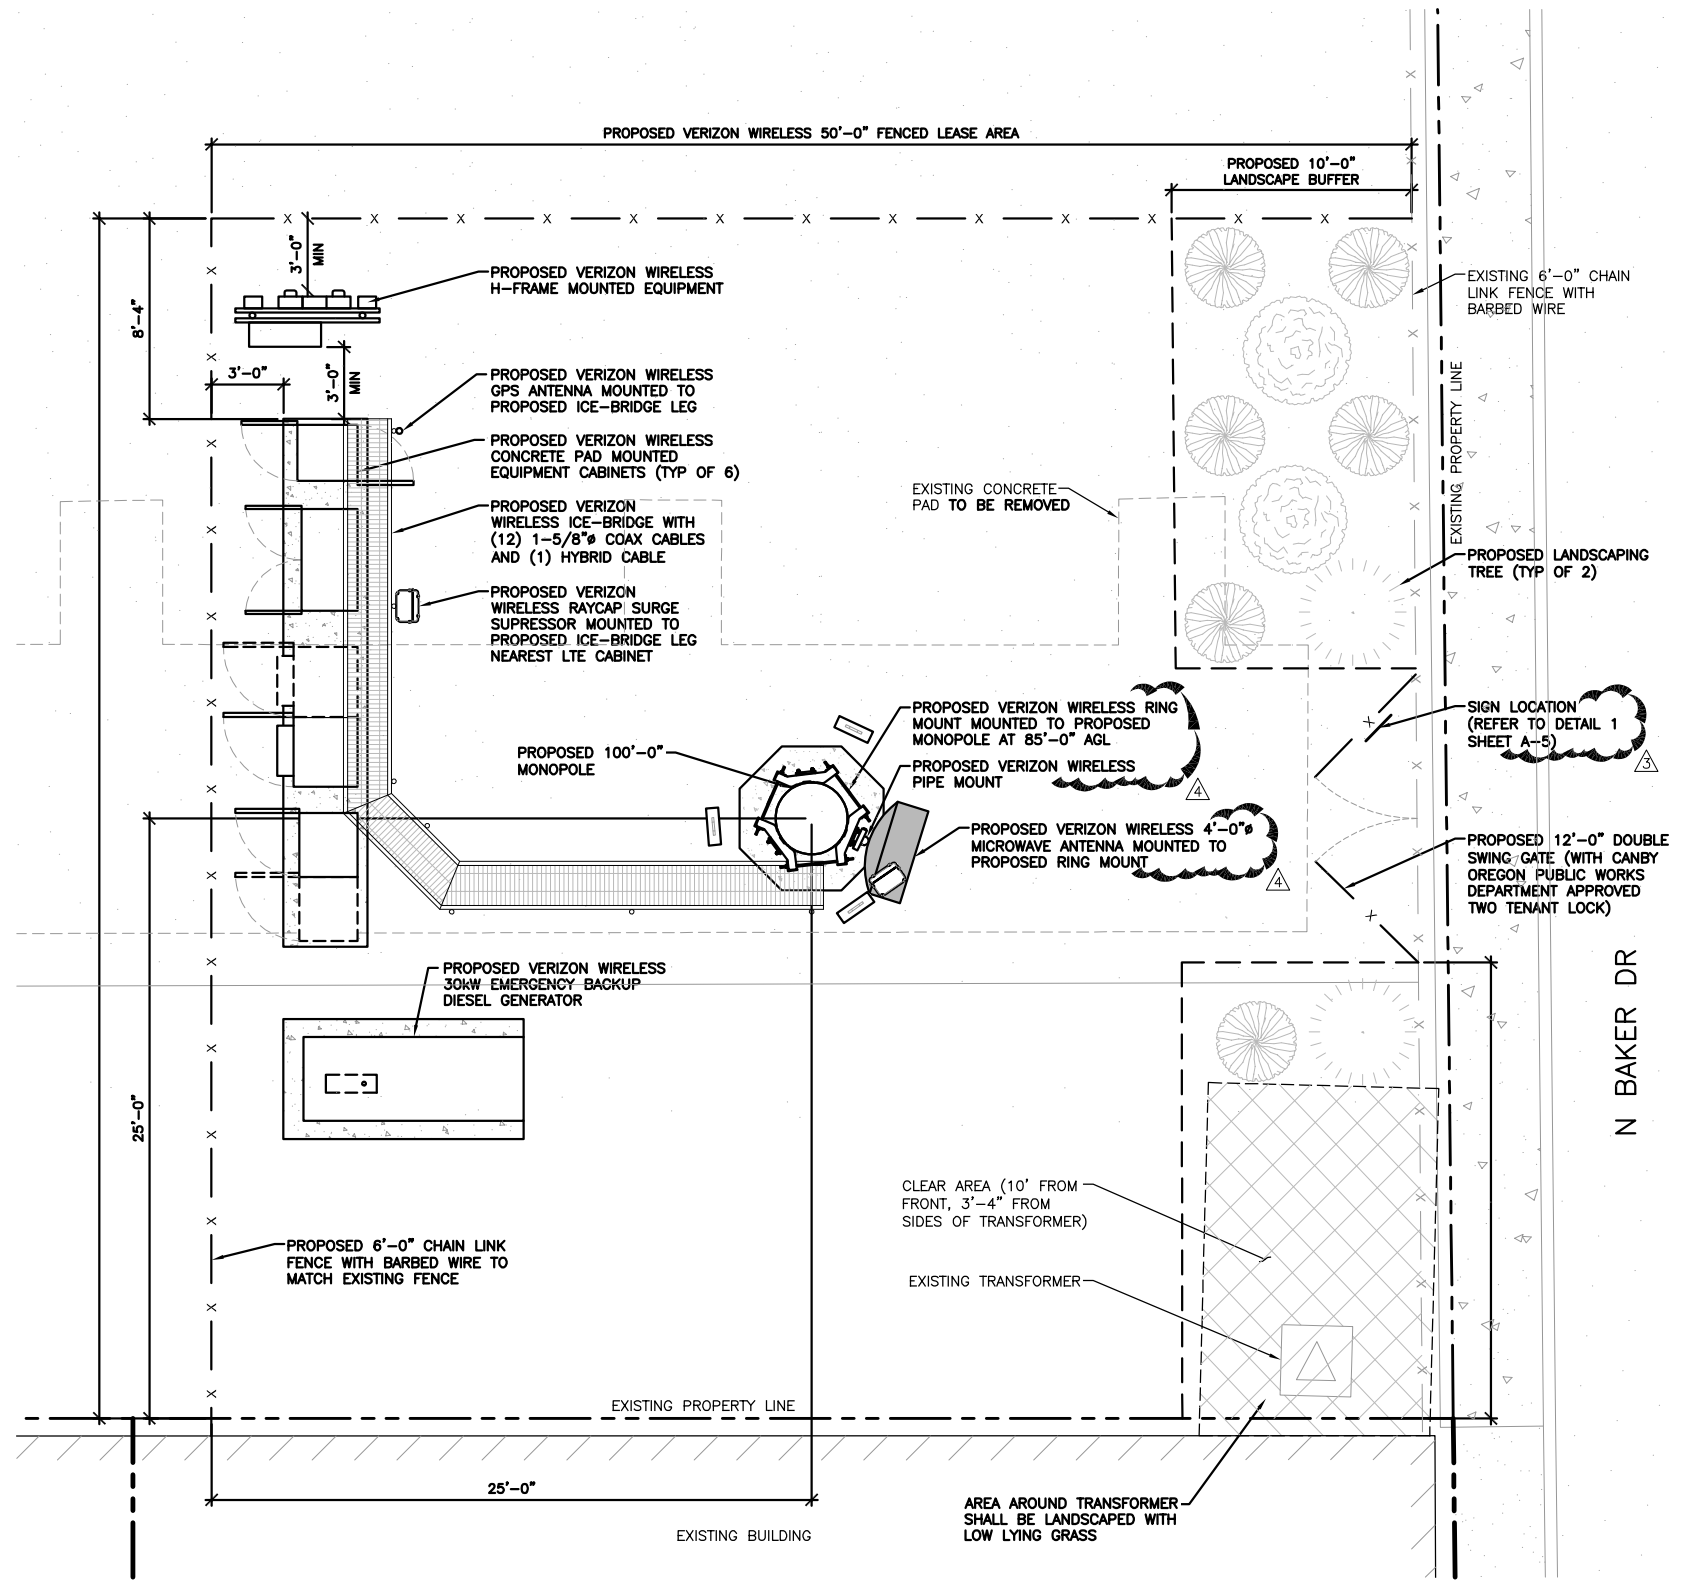 PROPOSED VERIZON WIRELESS 50'-0" FENCED LEASE AREA
PROPOSED 10'-0"
LANDSCAPE BUFFER
3'-0"
MIN
8'-4"
PROPOSED VERIZON WIRELESS
H-FRAME MOUNTED EQUIPMENT
EXISTING 6'-0" CHAIN
LINK FENCE WITH
BARBED WIRE
3'-0"
3'-0"
MIN
PROPOSED VERIZON WIRELESS
GPS ANTENNA MOUNTED TO
PROPOSED ICE-BRIDGE LEG
PROPOSED VERIZON WIRELESS
CONCRETE PAD MOUNTED
EQUIPMENT CABINETS (TYP OF 6)
EXISTING PROPERTY LINE
EXISTING CONCRETE
PAD TO BE REMOVED
PROPOSED VERIZON
WIRELESS ICE-BRIDGE WITH
(12) 1-5/8"ø COAX CABLES
AND (1) HYBRID CABLE
PROPOSED LANDSCAPING
TREE (TYP OF 2)
PROPOSED VERIZON
WIRELESS RAYCAP SURGE
SUPRESSOR MOUNTED TO
PROPOSED ICE-BRIDGE LEG
NEAREST LTE CABINET
PROPOSED VERIZON WIRELESS RING
MOUNT MOUNTED TO PROPOSED
MONOPOLE AT 85'-0" AGL
SIGN LOCATION
(REFER TO DETAIL 1
SHEET A-5)
3
PROPOSED 100'-0"
MONOPOLE
PROPOSED VERIZON WIRELESS
PIPE MOUNT
4
PROPOSED VERIZON WIRELESS 4'-0"ø
MICROWAVE ANTENNA MOUNTED TO
PROPOSED RING MOUNT
4
PROPOSED 12'-0" DOUBLE
SWING GATE (WITH CANBY
OREGON PUBLIC WORKS
DEPARTMENT APPROVED
TWO TENANT LOCK)
PROPOSED VERIZON WIRELESS
30kW EMERGENCY BACKUP
DIESEL GENERATOR
N BAKER DR
25'-0"
CLEAR AREA (10' FROM
FRONT, 3'-4" FROM
SIDES OF TRANSFORMER)
PROPOSED 6'-0" CHAIN LINK
FENCE WITH BARBED WIRE TO
MATCH EXISTING FENCE
EXISTING TRANSFORMER
EXISTING PROPERTY LINE
25'-0"
AREA AROUND TRANSFORMER
SHALL BE LANDSCAPED WITH
LOW LYING GRASS
EXISTING BUILDING